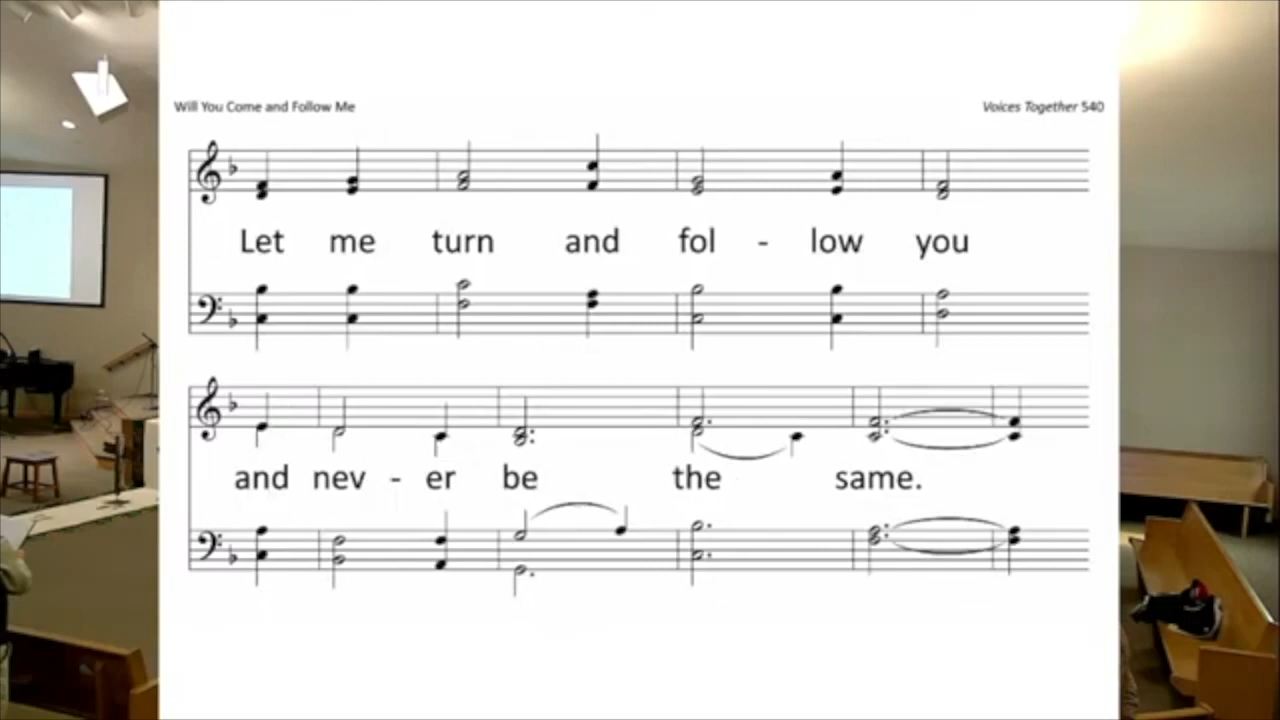 Will You Come and Follow Me
Voices Together 540
Let me turn and fol - low you
and nev - er be the same.